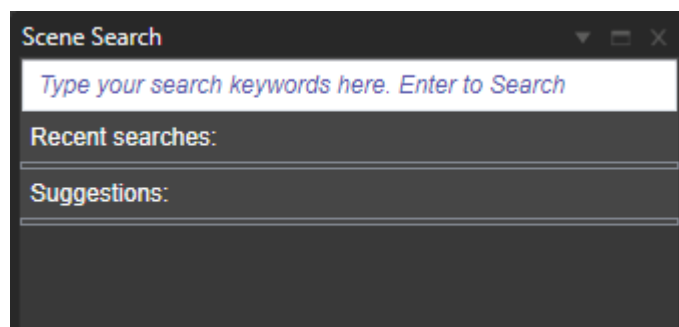 Scene Search
Type your search keywords here. Enter to Search
Recent searches:
Suggestions: